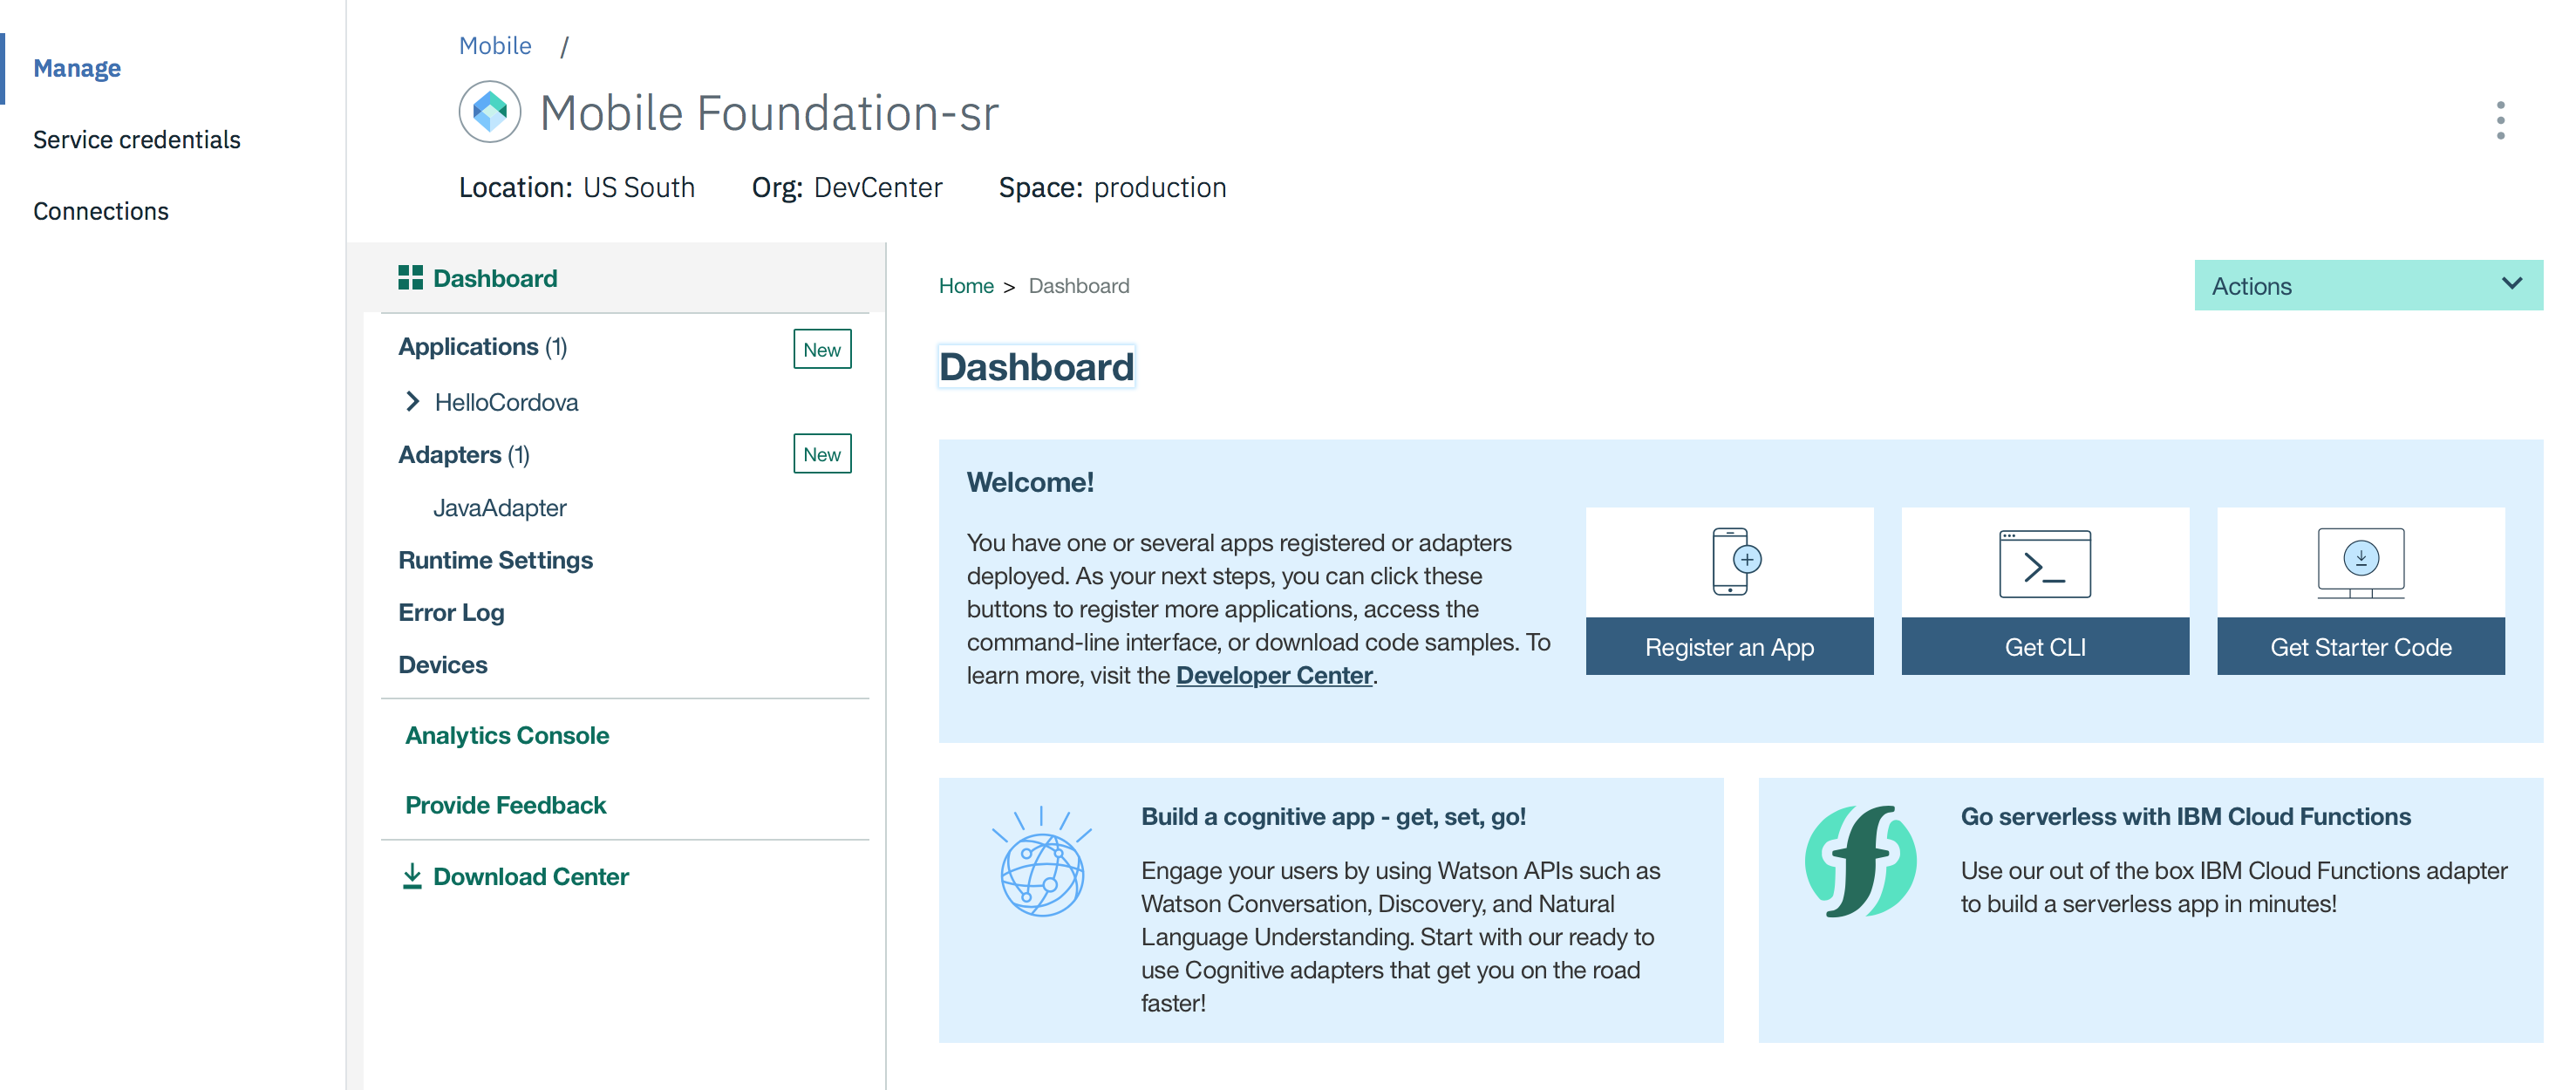 Manage
Service credentials
Connections
Mobile /
Mobile Foundation-sr
Location: US South Org: DevCenter Space: production
Dashboard
Applications (1) New
HelloCordova
Adapters (1) New
JavaAdapter
Runtime Settings
Error Log
Devices
Analytics Console
Provide Feedback
Download Center
Home > Dashboard
Actions
Dashboard
Welcome!
You have one or several apps registered or adapters
deployed. As your next steps, you can click these
buttons to register more applications, access the
command-line interface, or download code samples. To
learn more, visit the Developer Center.
Register an App
Get CLI
Get Starter Code
Build a cognitive app - get, set, go!
Engage your users by using Watson APIs such as
Watson Conversation, Discovery, and Natural
Language Understanding. Start with our ready to
use Cognitive adapters that get you on the road
faster!
Go serverless with IBM Cloud Functions
Use our out of the box IBM Cloud Functions adapter
to build a serverless app in minutes!